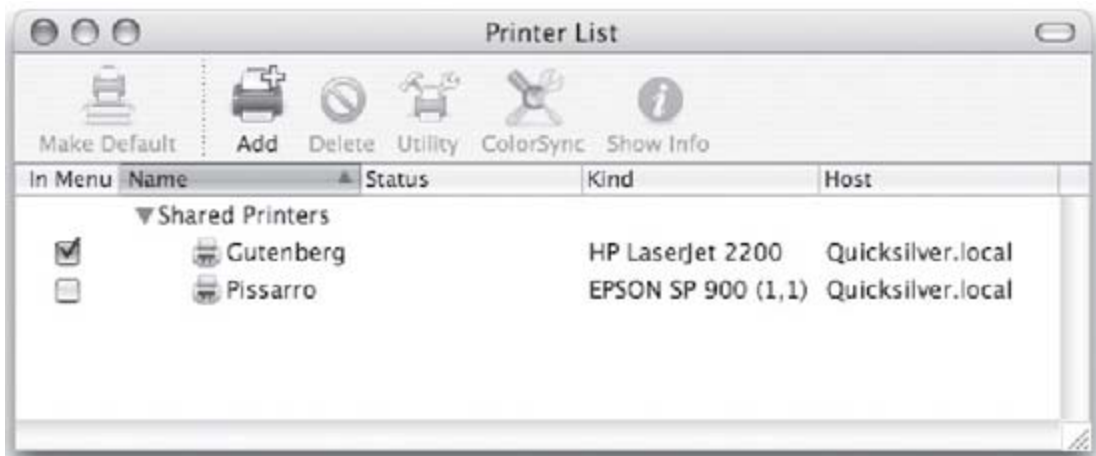 Printer List
Make Default Add Delete Utility ColorSync Show Info
In Menu Name Status Kind Host
Shared Printers
Gutenberg HP LaserJet 2200 Quicksilver.local
Pissarro EPSON SP 900 (1,1) Quicksilver.local